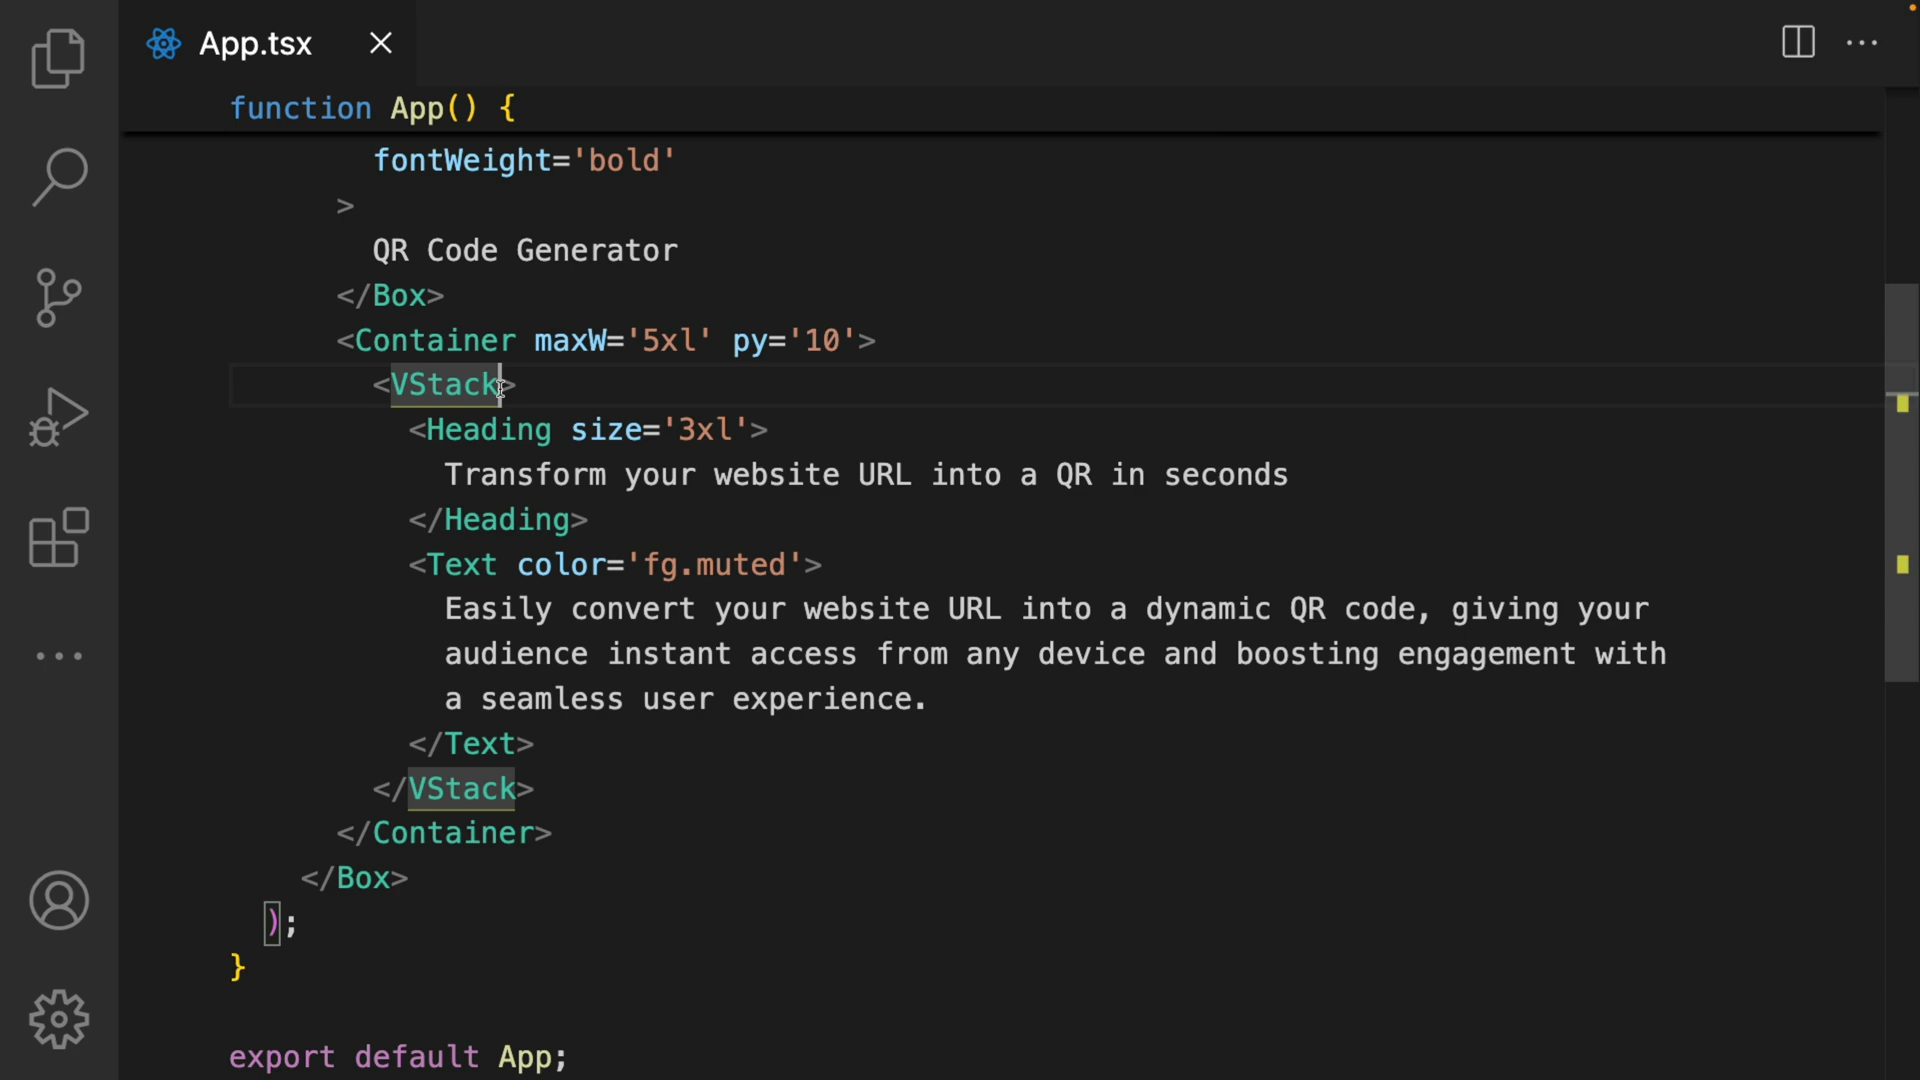 App.tsx
function App() {
fontWeight='bold'
>
QR Code Generator
</Box>
<Container maxW='5xl' py='10'>
<VStack>
<Heading size='3xl'>
Transform your website URL into a QR in seconds
</Heading>
<Text color='fg.muted'>
Easily convert your website URL into a dynamic QR code, giving your
audience instant access from any device and boosting engagement with
a seamless user experience.
</Text>
</VStack>
</Container>
</Box>
);
}
export default App;